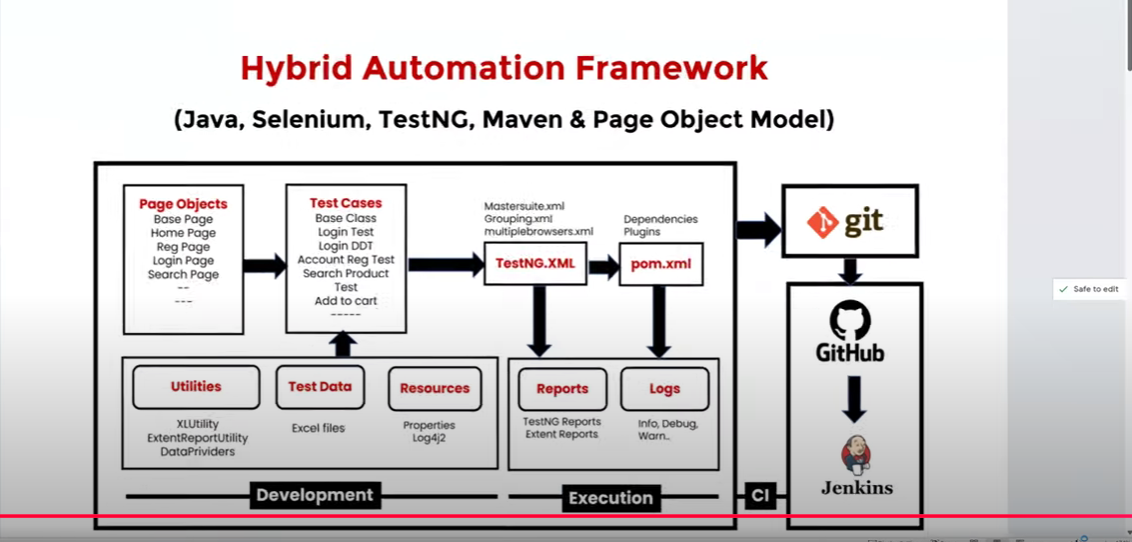 Hybrid Automation Framework
(Java, Selenium, TestNG, Maven & Page Object Model)
Page Objects
Base Page
Home Page
Reg Page
Login Page
Search Page
--
---
Test Cases
Base Class
Login Test
Login DDT
Account Reg Test
Search Product
Test
Add to cart
-----
Mastersuite.xml
Grouping.xml
multiplebrowsers.xml
TestNG.XML
Dependencies
Plugins
pom.xml
git
GitHub
Jenkins
Utilities
XLUtility
ExtentReportUtility
DataPrividers
Test Data
Excel files
Resources
Properties
Log4j2
Reports
TestNG Reports
Extent Reports
Logs
Info, Debug,
Warn..
Development
Execution
CI
Safe to edit